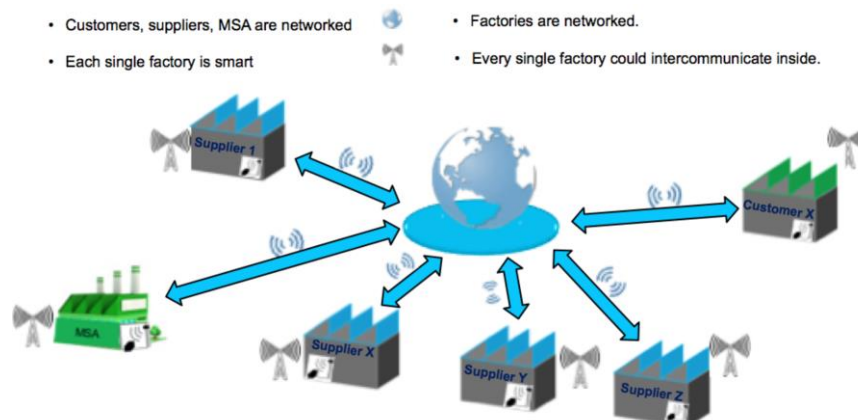 • Customers, suppliers, MSA are networked
• Factories are networked.
• Each single factory is smart
• Every single factory could intercommunicate inside.
Supplier 1
Customer X
MSA
Supplier X
Supplier Y
Supplier Z